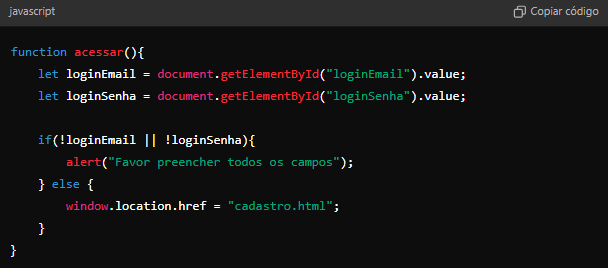 javascript
Copiar código
function acessar(){
    let loginEmail = document.getElementById("loginEmail").value;
    let loginSenha = document.getElementById("loginSenha").value;

    if(!loginEmail || !loginSenha){
        alert("Favor preencher todos os campos");
    } else {
        window.location.href = "cadastro.html";
    }
}